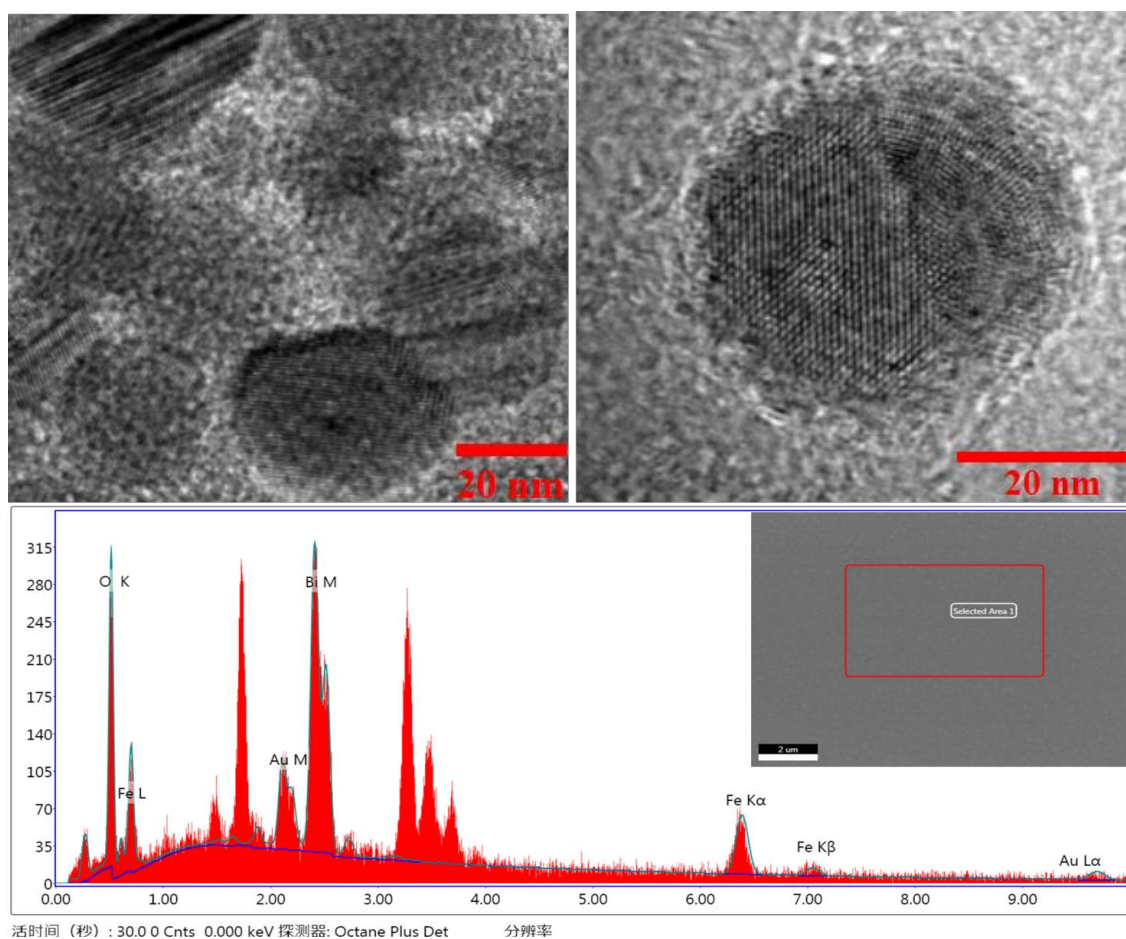 20 nm
20 nm
315
280
245
210
175
140
105
70
35
0
O K
Fe L
Au M
Bi M
Fe Kα
Fe Kβ
Au Lα
Selected Area 1
2 um
0.00 1.00 2.00 3.00 4.00 5.00 6.00 7.00 8.00 9.00
活时间（秒）: 30.0 0 Cnts 0.000 keV 探测器: Octane Plus Det 分辨率